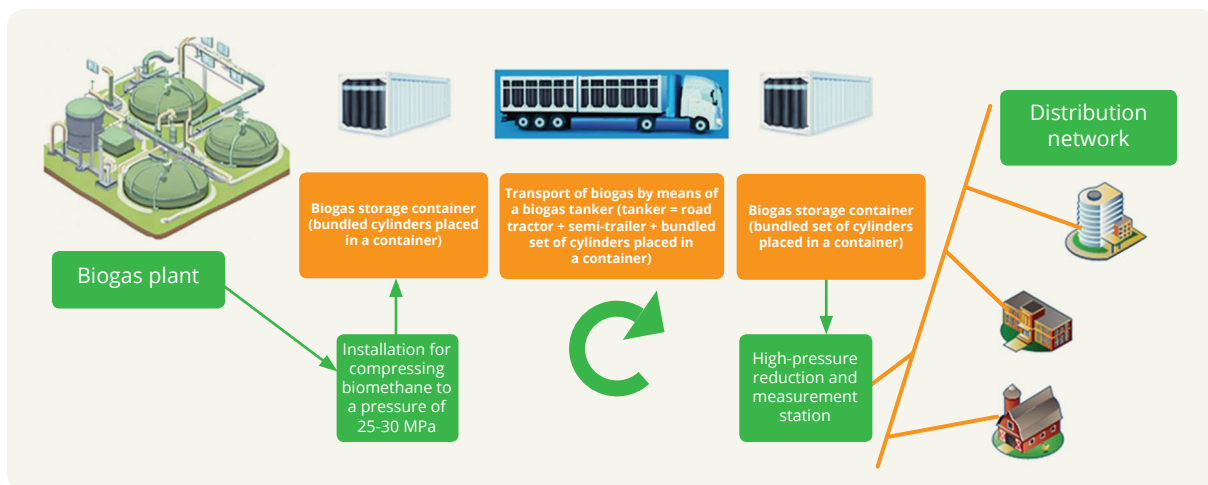 Biogas plant
Installation for
compressing
biomethane to
a pressure of
25-30 MPa
Biogas storage container
(bundled cylinders placed
in a container)
Transport of biogas by means of
a biogas tanker (tanker = road
tractor + semi-trailer + bundled
set of cylinders placed in
a container)
Biogas storage container
(bundled set of cylinders
placed in a container)
High-pressure
reduction and
measurement
station
Distribution
network